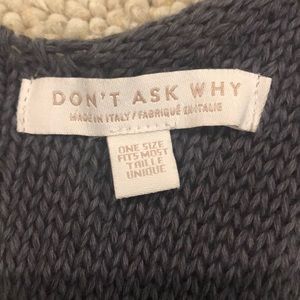 DON'T ASK WHY
MADE IN ITALY / FABRIQUÉ EN ITALIE
ONE SIZE
FITS MOST
TAILLE
UNIQUE